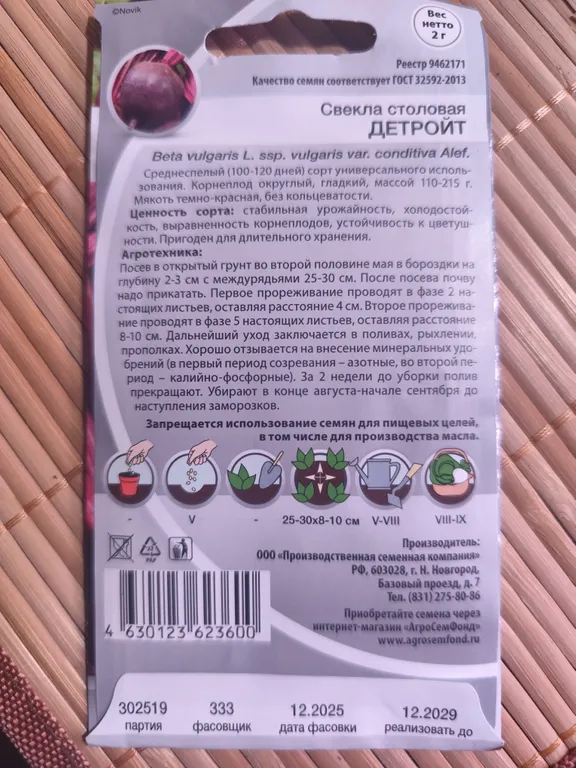 ©Novik
Вес
нетто
2 г
Реестр 9462171
Качество семян соответствует ГОСТ 32592-2013
Свекла столовая
ДЕТРОЙТ
Beta vulgaris L. ssp. vulgaris var. conditiva Alef.
Среднеспелый (100-120 дней) сорт универсального исполь-
зования. Корнеплод округлый, гладкий, массой 110-215 г.
Мякоть темно-красная, без кольцеватости.
Ценность сорта: стабильная урожайность, холодостой-
кость, выравненность корнеплодов, устойчивость к цветуш-
ности. Пригоден для длительного хранения.
Агротехника:
Посев в открытый грунт во второй половине мая в бороздки на
глубину 2-3 см с междурядьями 25-30 см. После посева почву
надо прикатать. Первое прореживание проводят в фазе 2 на-
стоящих листьев, оставляя расстояние 4 см. Второе прорежива-
ние проводят в фазе 5 настоящих листьев, оставляя расстояние
8-10 см. Дальнейший уход заключается в поливах, рыхлении,
прополках. Хорошо отзывается на внесение минеральных удо-
брений (в первый период созревания – азотные, во второй пе-
риод – калийно-фосфорные). За 2 недели до уборки полив
прекращают. Убирают в конце августа-начале сентября до
наступления заморозков.
Запрещается использование семян для пищевых целей,
в том числе для производства масла.
- V - 25-30х8-10 см V-VIII VIII-IX
Производитель:
ООО «Производственная семенная компания»
РФ, 603028, г. Н. Новгород,
Базовый проезд, д. 7
Тел. (831) 275-80-86
Приобретайте семена через
интернет-магазин «АгроСемФонд»
www.agrosemfond.ru
4 630123 623600
302519 333 12.2025 12.2029
партия фасовщик дата фасовки реализовать до